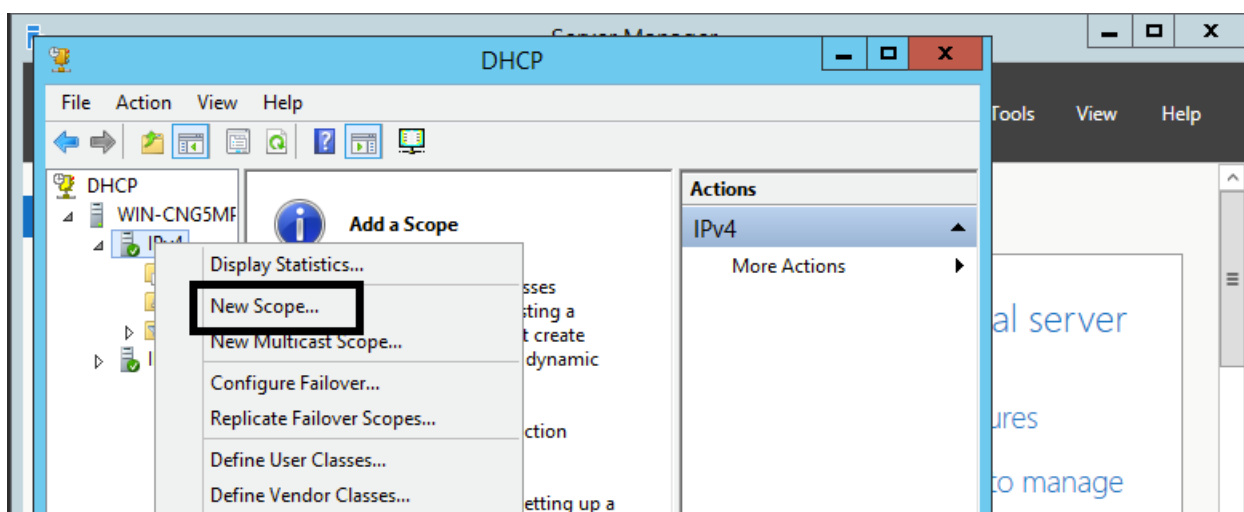 Server Manager
DHCP
File Action View Help
Tools View Help
DHCP
WIN-CNG5MF
IPv4
Add a Scope
Actions
IPv4
More Actions
Display Statistics...
New Scope...
New Multicast Scope...
Configure Failover...
Replicate Failover Scopes...
Define User Classes...
Define Vendor Classes...
sses
sting a
t create
dynamic
ction
etting up a
al server
ures
to manage